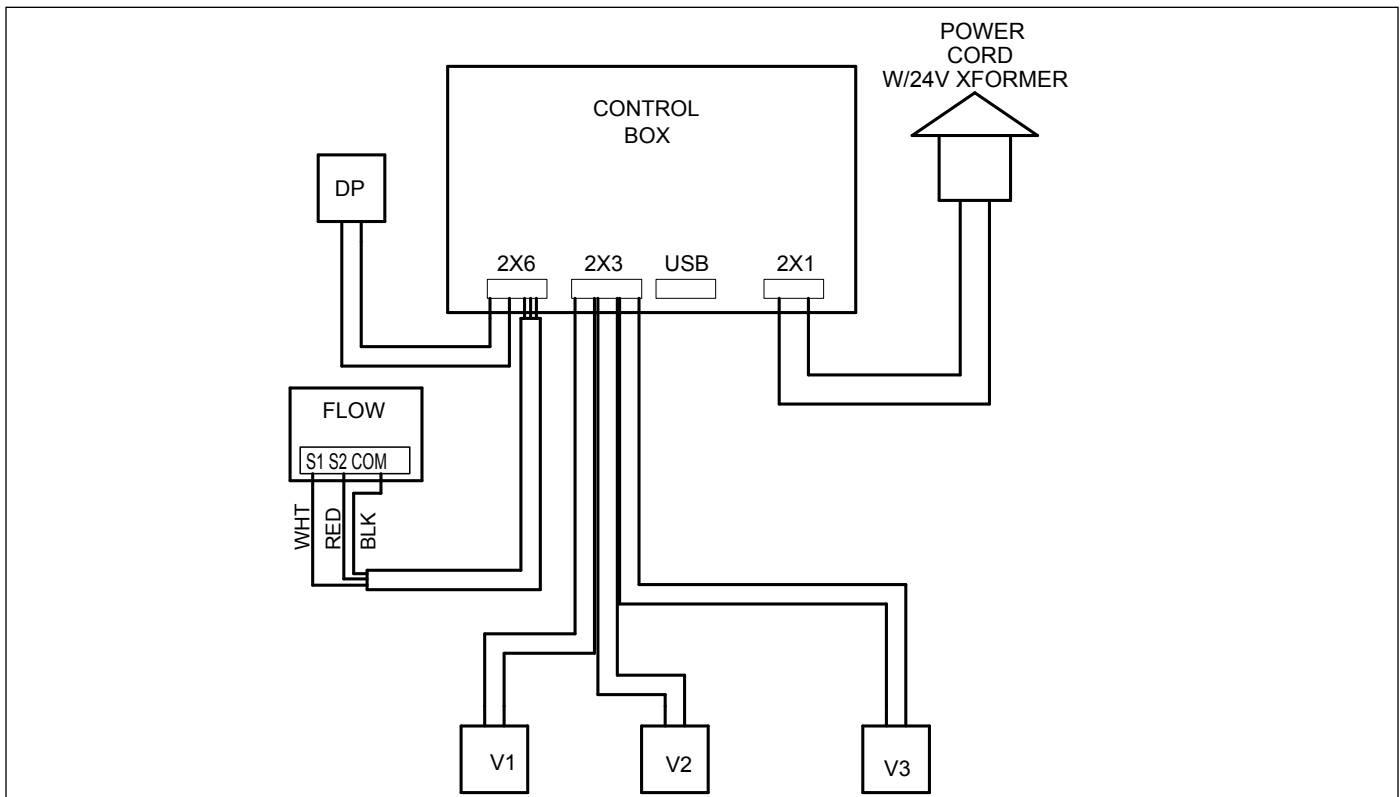 POWER
CORD
W/24V XFORMER
CONTROL
BOX
DP
2X6
2X3
USB
2X1
FLOW
S1 S2 COM
WHT
RED
BLK
V1
V2
V3